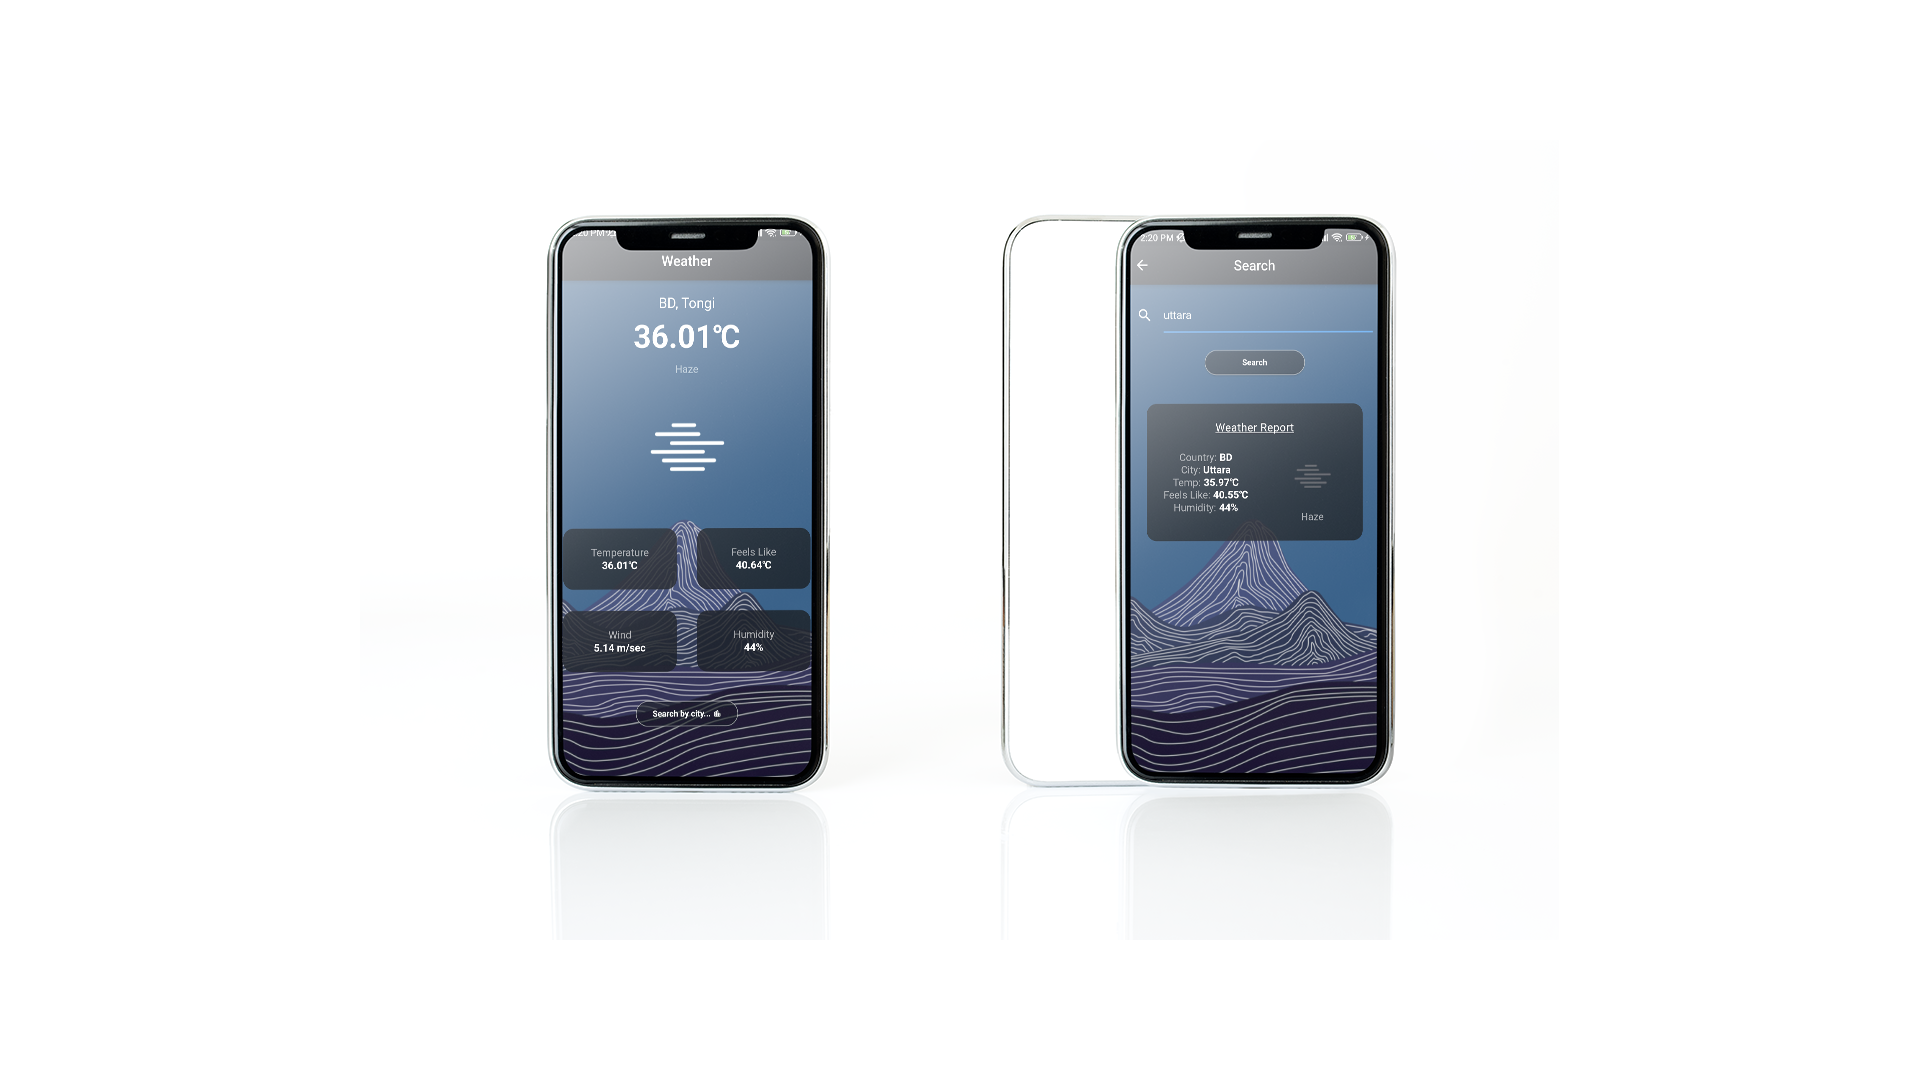 20 PM
Weather
BD, Tongi
36.01°C
Haze
Temperature
36.01°C
Feels Like
40.64°C
Wind
5.14 m/sec
Humidity
44%
Search by city...
2:20 PM
Search
uttara
Search
Weather Report
Country: BD
City: Uttara
Temp: 35.97°C
Feels Like: 40.55°C
Humidity: 44%
Haze